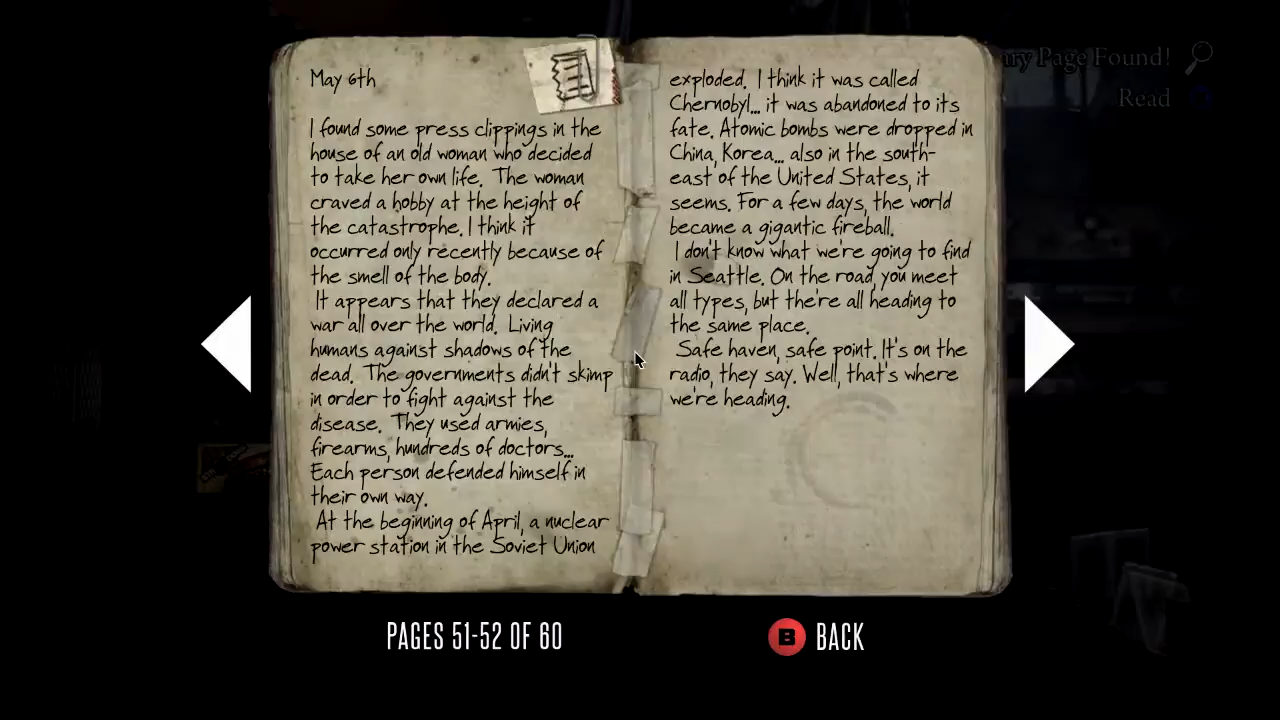 ary Page Found!
Read
May 6th
I found some press clippings in the
house of an old woman who decided
to take her own life. The woman
craved a hobby at the height of
the catastrophe. I think it
occurred only recently because of
the smell of the body.
It appears that they declared a
war all over the world. Living
humans against shadows of the
dead. The governments didn't skimp
in order to fight against the
disease. They used armies,
firearms, hundreds of doctors...
Each person defended himself in
their own way.
At the beginning of April, a nuclear
power station in the Soviet Union
exploded. I think it was called
Chernobyl... it was abandoned to its
fate. Atomic bombs were dropped in
China, Korea... also in the south-
east of the United States, it
seems. For a few days, the world
became a gigantic fireball.
I don't know what we're going to find
in Seattle. On the road, you meet
all types, but the're all heading to
the same place.
Safe haven, safe point. It's on the
radio, they say. Well, that's where
we're heading.
PAGES 51-52 OF 60
B BACK